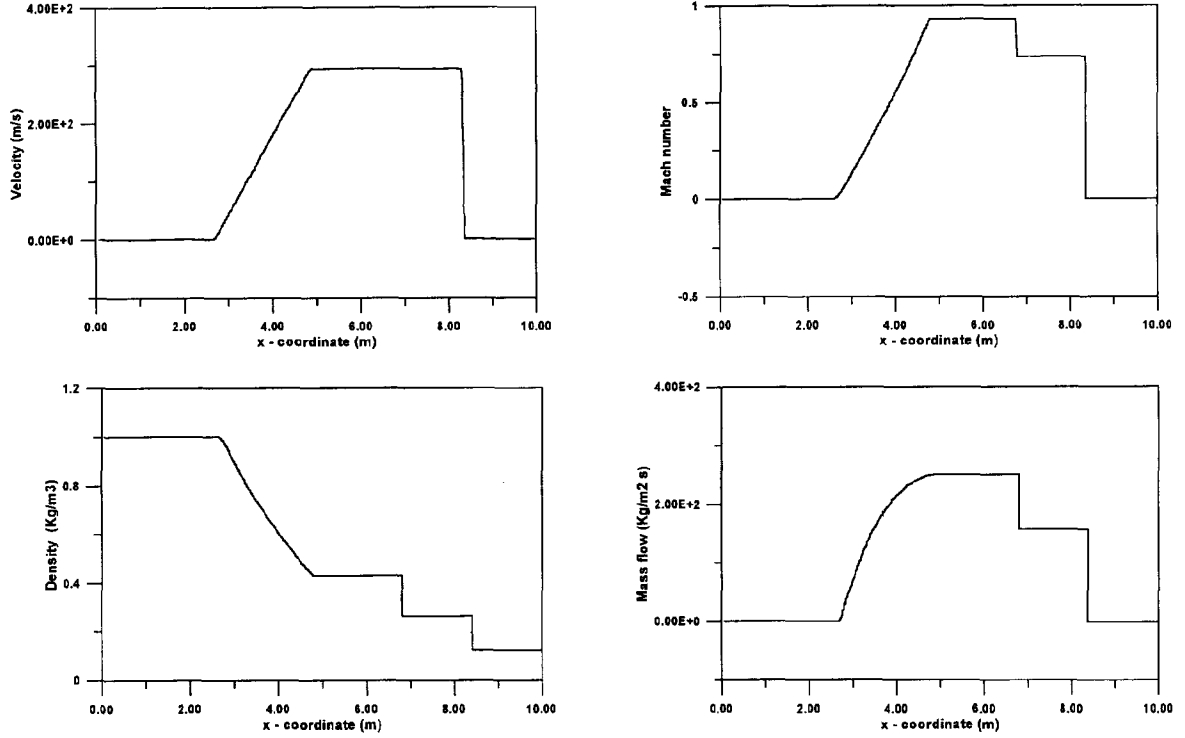 4.00E+2
2.00E+2
0.00E+0
Velocity (m/s)
0.00
2.00
4.00
6.00
8.00
10.00
x - coordinate (m)
1
0.5
0
-0.5
Mach number
0.00
2.00
4.00
6.00
8.00
10.00
x - coordinate (m)
1.2
0.8
0.4
0
Density (Kg/m3)
0.00
2.00
4.00
6.00
8.00
10.00
x - coordinate (m)
4.00E+2
2.00E+2
0.00E+0
Mass flow (Kg/m2 s)
0.00
2.00
4.00
6.00
8.00
10.00
x - coordinate (m)